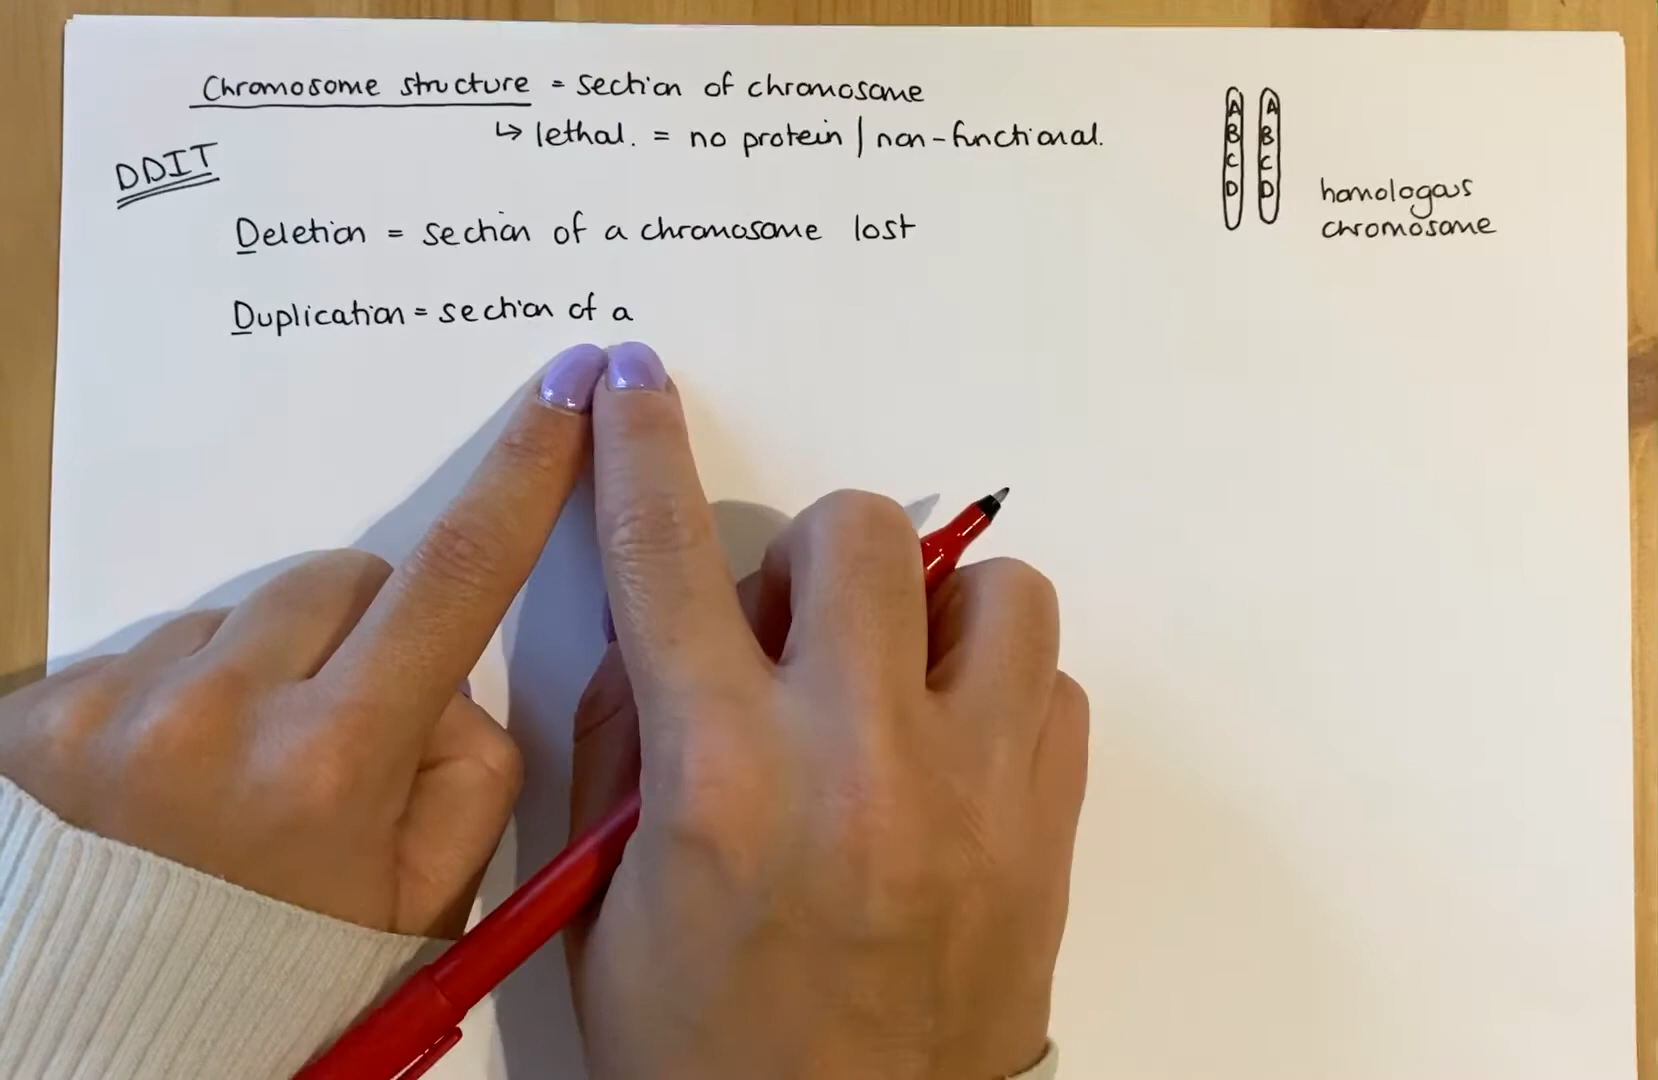 Chromosome structure = section of chromosome
↳ lethal. = no protein / non-functional.
DDIT
Deletion = section of a chromosome lost
Duplication = section of a
A A
B B
C C
D D
homologous
chromosome